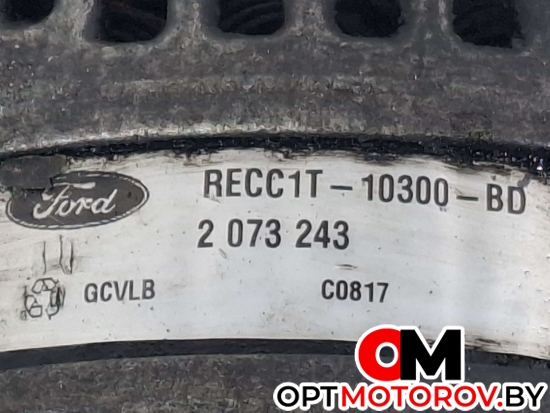 Ford
RECC1T-10300-BD
2 073 243
GCVLB C0817
OM
OPTMOTOROV.BY